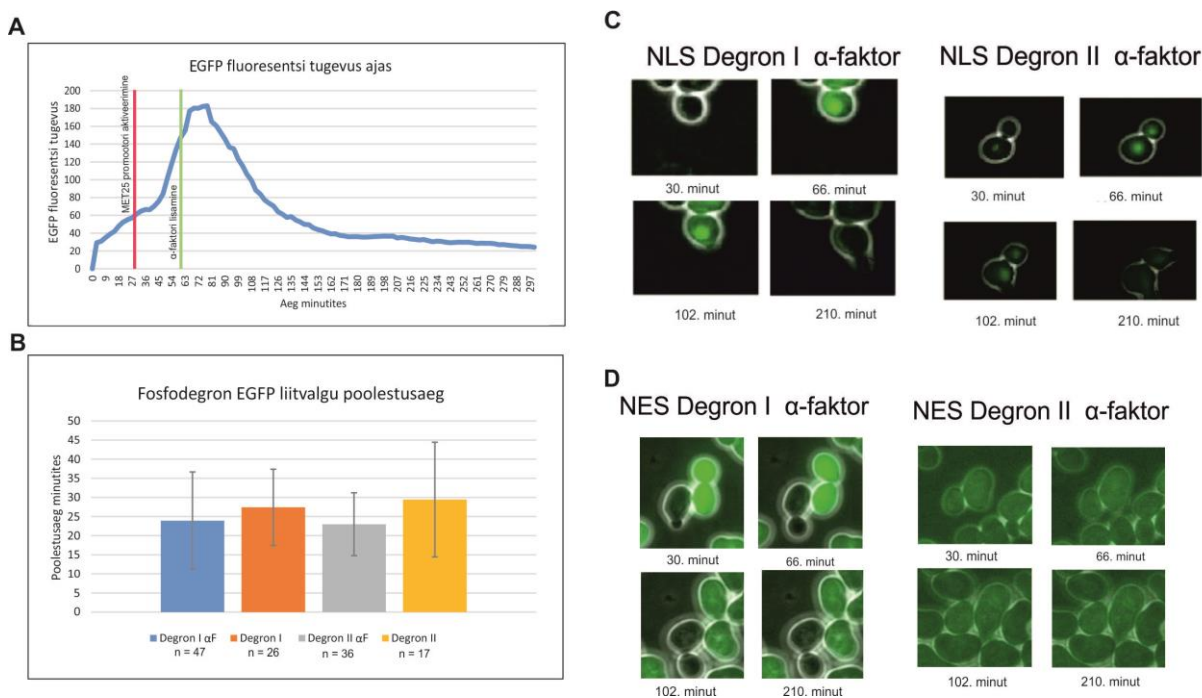 A
EGFP fluoresentsi tugevus ajas
EGFP fluoresentsi tugevus
200
180
160
140
120
100
80
60
40
20
0
MET25 promootori aktiveerimine
α-faktori lisamine
0 9 18 27 36 45 54 63 72 81 90 99 108 117 126 135 144 153 162 171 180 189 198 207 216 225 234 243 252 261 270 279 288 297
Aeg minutites
B
Fosfodegron EGFP liitvalgu poolestusaeg
Poolestusaeg minutites
50
45
40
35
30
25
20
15
10
5
0
Degron I αF Degron I Degron II αF Degron II
n = 47 n = 26 n = 36 n = 17
C
NLS Degron I α-faktor
30. minut 66. minut
102. minut 210. minut
NLS Degron II α-faktor
30. minut 66. minut
102. minut 210. minut
D
NES Degron I α-faktor
30. minut 66. minut
102. minut 210. minut
NES Degron II α-faktor
30. minut 66. minut
102. minut 210. minut